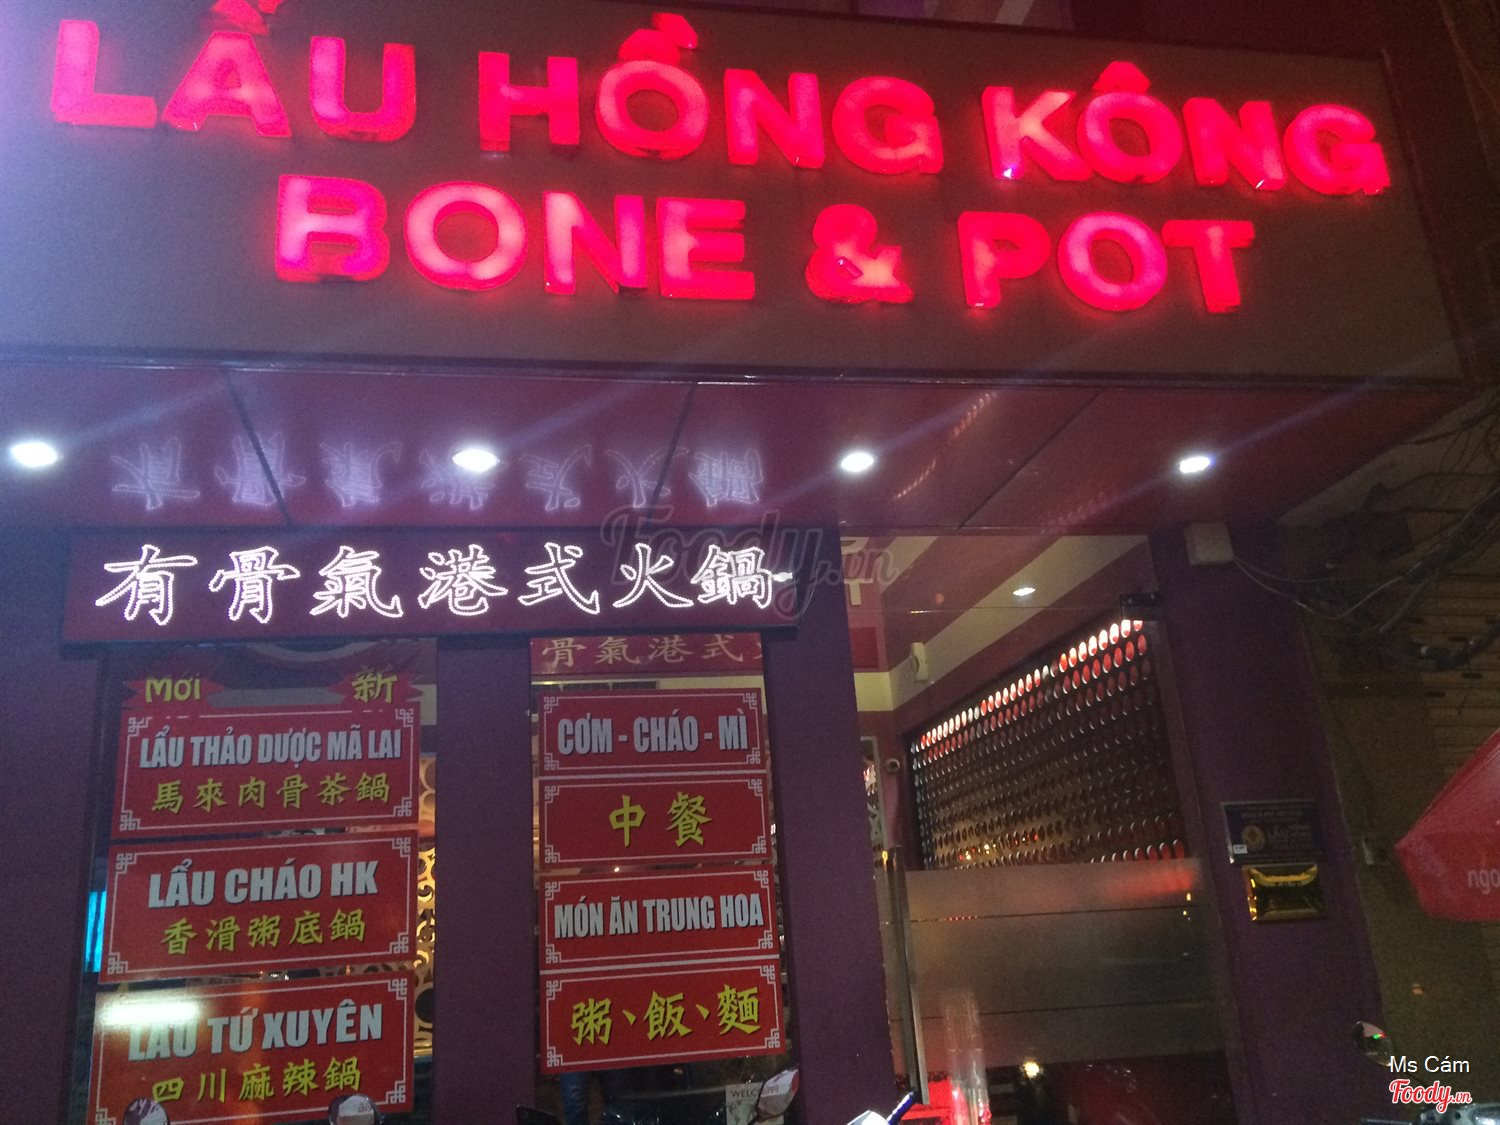 LẨU HỒNG KÔNG
BONE & POT
有骨氣港式火鍋
骨氣港式
Mới 新
LẨU THẢO DƯỢC MÃ LAI
馬來肉骨茶鍋
LẨU CHÁO HK
香滑粥底鍋
LẨU TỨ XUYÊN
四川麻辣鍋
CƠM - CHÁO - MÌ
中餐
MÓN ĂN TRUNG HOA
粥、飯、麵
Foody.vn
Ms Cám
Foody.vn